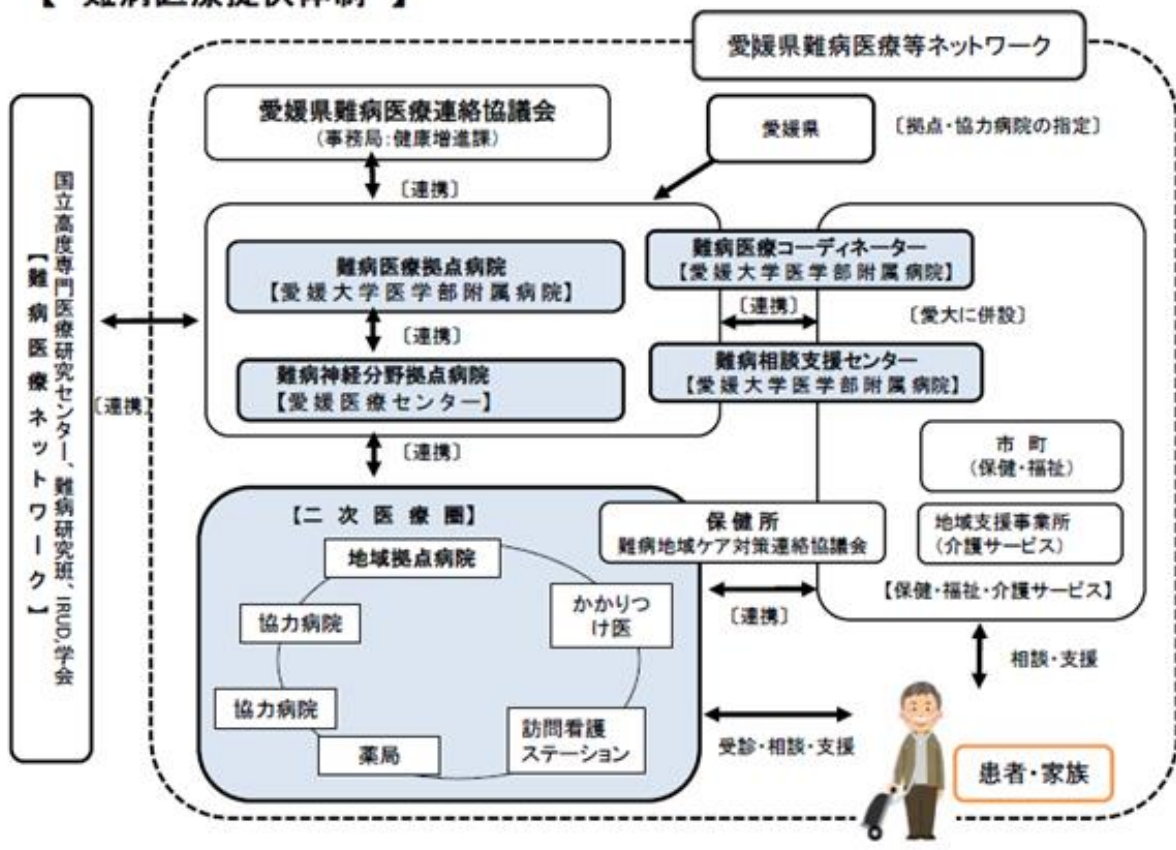 【 難病医療提供体制 】
愛媛県難病医療等ネットワーク
愛媛県難病医療連絡協議会
(事務局:健康増進課)
愛媛県
〔拠点・協力病院の指定〕
〔連携〕
国立高度専門医療研究センター、難病研究班、IRUD,学会
【難病医療ネットワーク】
〔連携〕
難病医療拠点病院
【愛媛大学医学部附属病院】
〔連携〕
難病神経分野拠点病院
【愛媛医療センター】
難病医療コーディネーター
【愛媛大学医学部附属病院】
〔連携〕
〔愛大に併設〕
難病相談支援センター
【愛媛大学医学部附属病院】
〔連携〕
市 町
(保健・福祉)
地域支援事業所
(介護サービス)
【保健・福祉・介護サービス】
【二 次 医 療 圏】
保 健 所
難病地域ケア対策連絡協議会
〔連携〕
地域拠点病院
かかりつ
け医
協力病院
協力病院
薬局
訪問看護
ステーション
相談・支援
受診・相談・支援
患者・家族